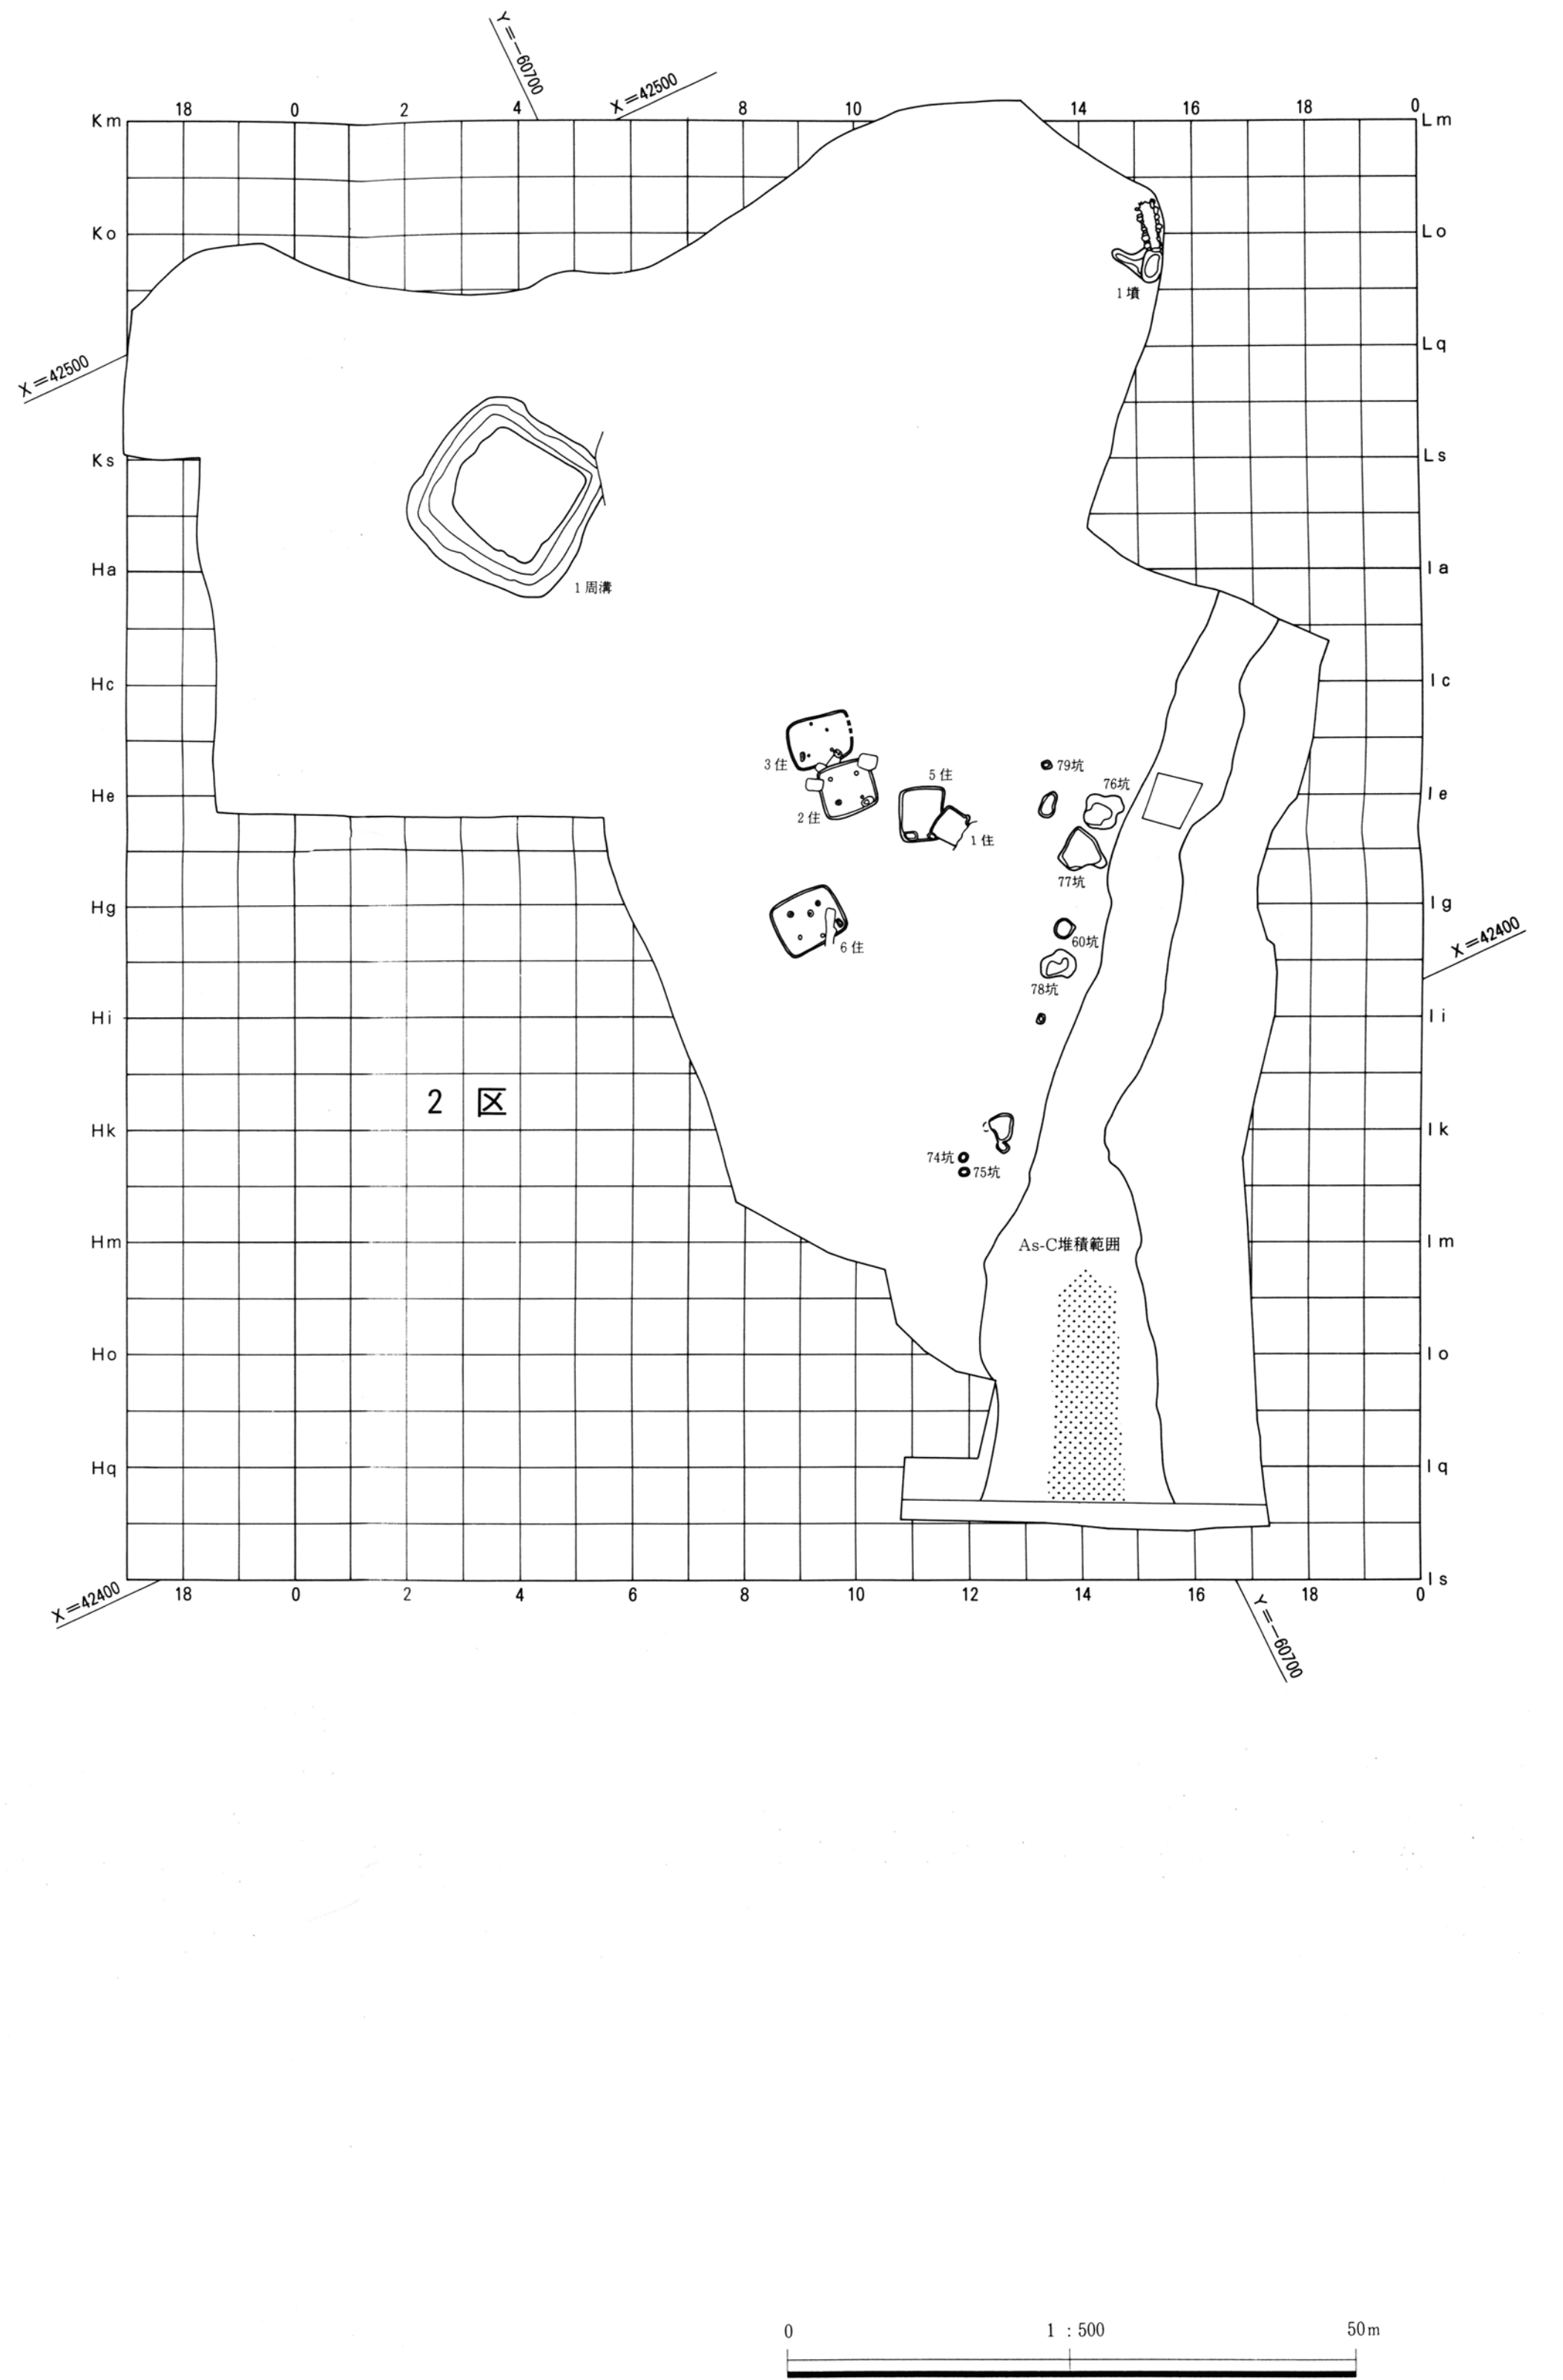 Y=-60700
X=42500
18 0 2 4 8 10 14 16 18 0
Km Lm
Ko Lo
1墳
Lq
X=42500
Ks Ls
Ha Ia
1周溝
Hc Ic
3住 79坑
5住 76坑
He Ie
2住
1住
77坑
Hg Ig
60坑
6住
X=42400
78坑
Hi Ii
2区
Hk Ik
74坑
75坑
Hm Im
As-C堆積範囲
Ho Io
Hq Iq
Is
18 0 2 4 6 8 10 12 14 16 18 0
X=42400
Y=-60700
0 1:500 50m